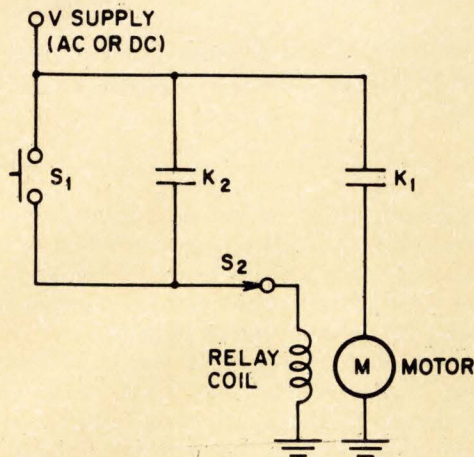 V SUPPLY
(AC OR DC)
S1
K2
K1
S2
RELAY
COIL
M
MOTOR